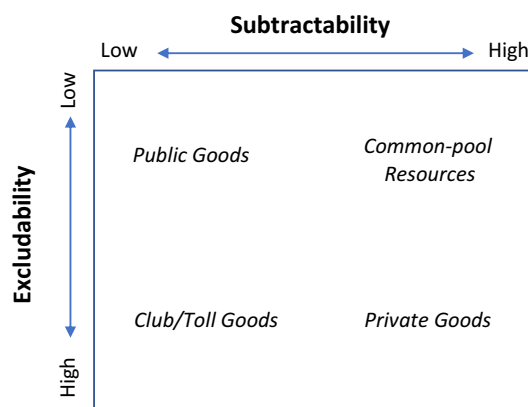 Subtractability
Low
High
Low
Public Goods
Common-pool
Resources
Excludability
Club/Toll Goods
Private Goods
High